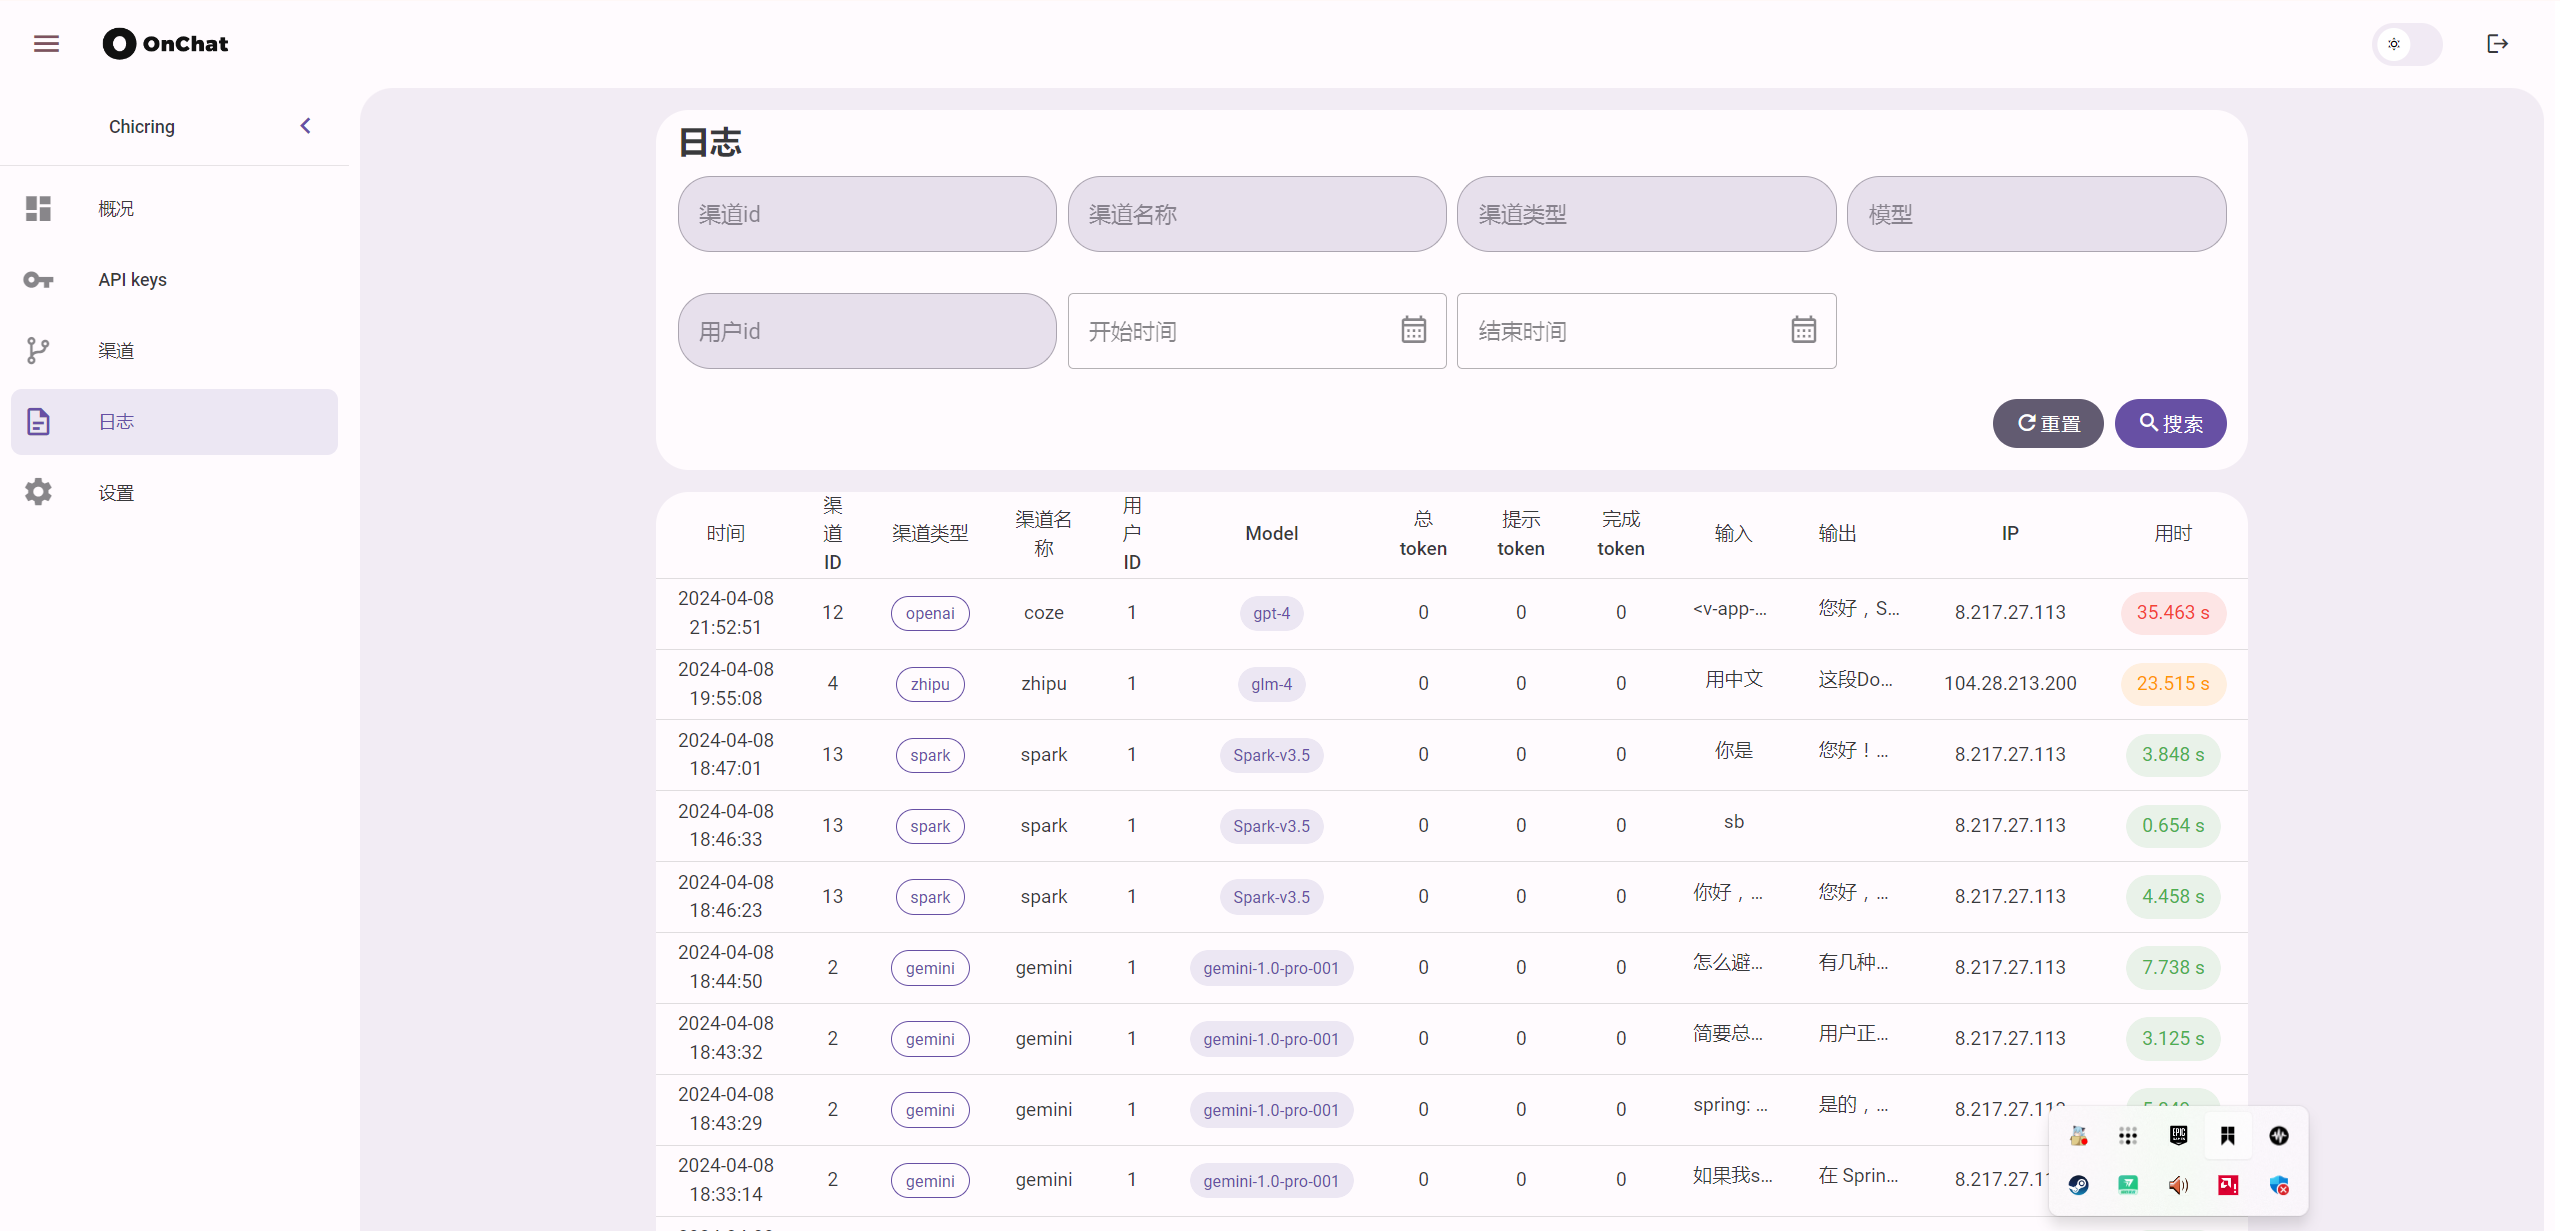 OnChat
Chicring
概况
API keys
渠道
日志
设置
日志
渠道id
渠道名称
渠道类型
模型
用户id
开始时间
结束时间
重置
搜索
时间 渠道ID 渠道类型 渠道名称 用户ID Model 总token 提示token 完成token 输入 输出 IP 用时
2024-04-08 21:52:51 12 openai coze 1 gpt-4 0 0 0 <v-app-... 您好，S... 8.217.27.113 35.463 s
2024-04-08 19:55:08 4 zhipu zhipu 1 glm-4 0 0 0 用中文 这段Do... 104.28.213.200 23.515 s
2024-04-08 18:47:01 13 spark spark 1 Spark-v3.5 0 0 0 你是 您好！... 8.217.27.113 3.848 s
2024-04-08 18:46:33 13 spark spark 1 Spark-v3.5 0 0 0 sb 8.217.27.113 0.654 s
2024-04-08 18:46:23 13 spark spark 1 Spark-v3.5 0 0 0 你好，... 您好，... 8.217.27.113 4.458 s
2024-04-08 18:44:50 2 gemini gemini 1 gemini-1.0-pro-001 0 0 0 怎么避... 有几种... 8.217.27.113 7.738 s
2024-04-08 18:43:32 2 gemini gemini 1 gemini-1.0-pro-001 0 0 0 简要总... 用户正... 8.217.27.113 3.125 s
2024-04-08 18:43:29 2 gemini gemini 1 gemini-1.0-pro-001 0 0 0 spring: ... 是的，... 8.217.27.113
2024-04-08 18:33:14 2 gemini gemini 1 gemini-1.0-pro-001 0 0 0 如果我s... 在 Sprin... 8.217.27.11
EPIC